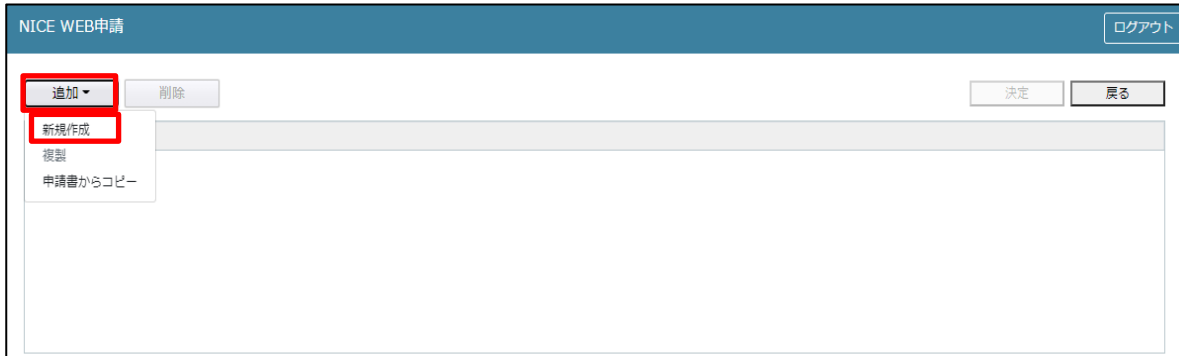 NICE WEB申請
ログアウト
追加
削除
決定
戻る
新規作成
複製
申請書からコピー